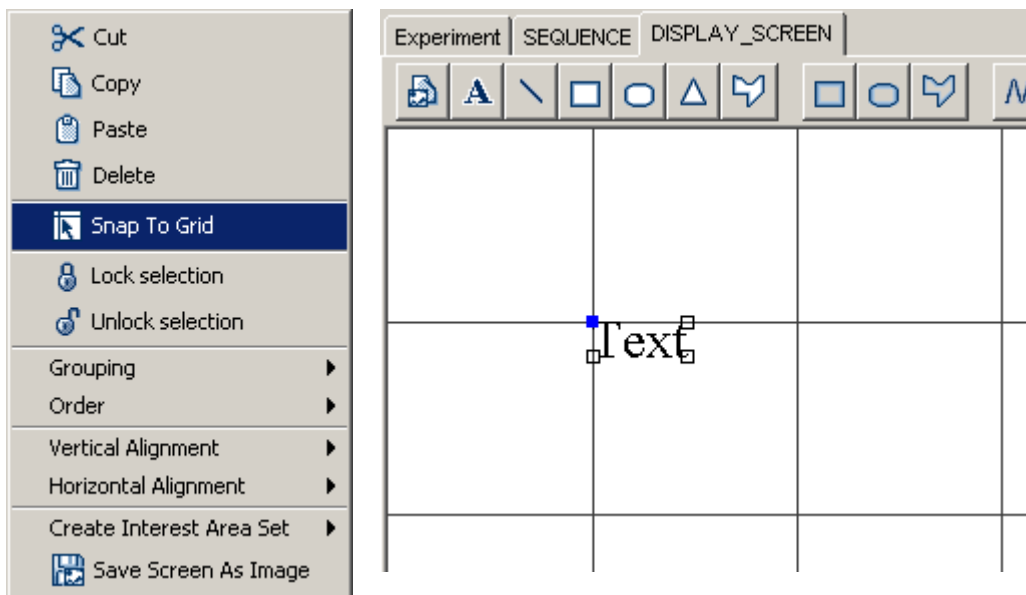 Cut
Copy
Paste
Delete
Snap To Grid
Lock selection
Unlock selection
Grouping
Order
Vertical Alignment
Horizontal Alignment
Create Interest Area Set
Save Screen As Image
Experiment SEQUENCE DISPLAY_SCREEN
A
Text